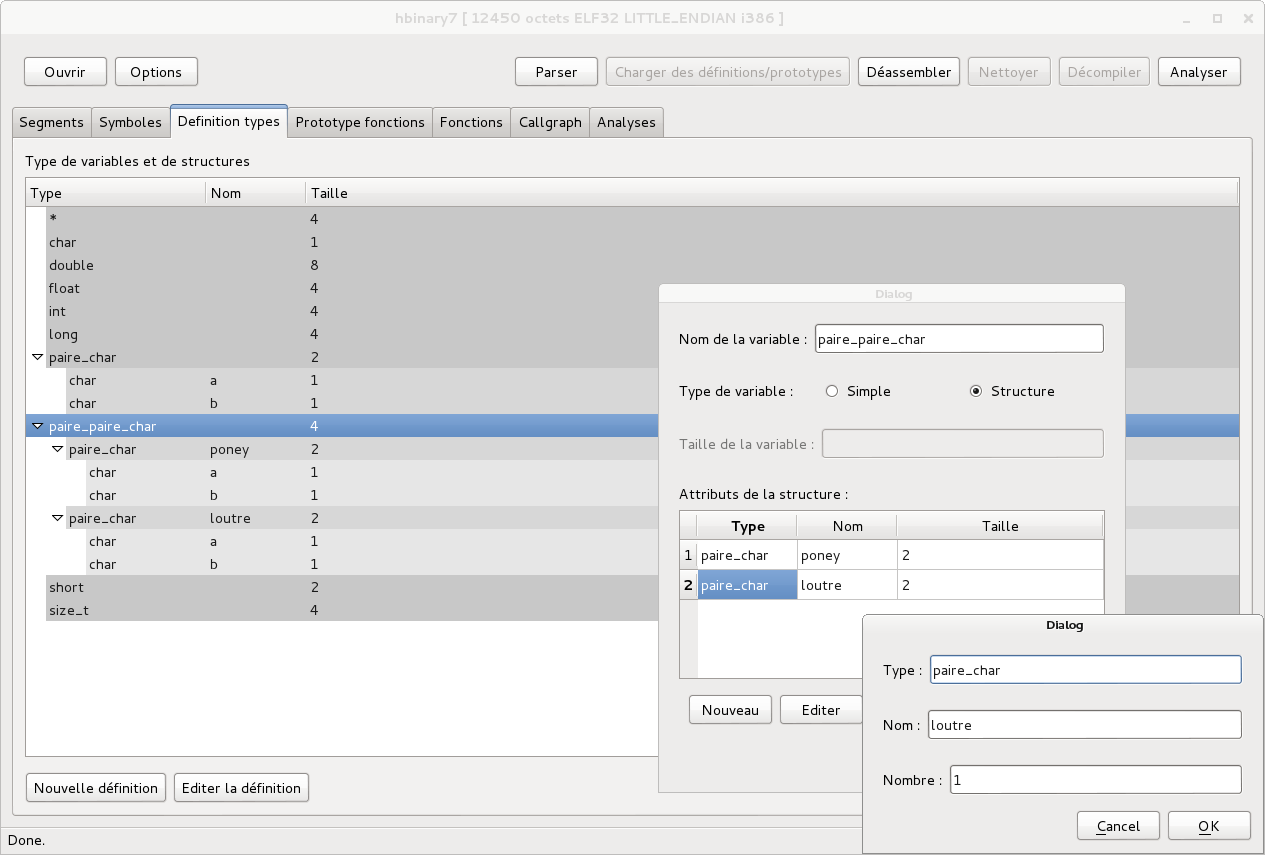 hbinary7 [ 12450 octets ELF32 LITTLE_ENDIAN i386 ]
Ouvrir Options Parser Charger des définitions/prototypes Déassembler Nettoyer Décompiler Analyser
Segments Symboles Definition types Prototype fonctions Fonctions Callgraph Analyses
Type de variables et de structures
Type Nom Taille
* 4
char 1
double 8
float 4
int 4
long 4
paire_char 2
char a 1
char b 1
paire_paire_char 4
paire_char poney 2
char a 1
char b 1
paire_char loutre 2
char a 1
char b 1
short 2
size_t 4
Nouvelle définition Editer la définition
Done.
Dialog
Nom de la variable : paire_paire_char
Type de variable : Simple Structure
Taille de la variable :
Attributs de la structure :
Type Nom Taille
1 paire_char poney 2
2 paire_char loutre 2
Nouveau Editer
Dialog
Type : paire_char
Nom : loutre
Nombre : 1
Cancel OK